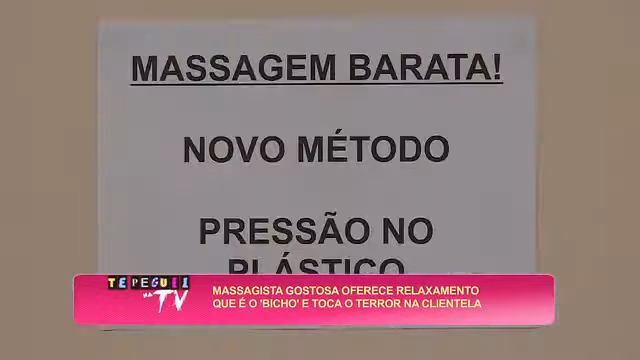 MASSAGEM BARATA!
NOVO MÉTODO
PRESSÃO NO
PLÁSTICO
TE PEGUEI
NA
TV
MASSAGISTA GOSTOSA OFERECE RELAXAMENTO
QUE É O 'BICHO' E TOCA O TERROR NA CLIENTELA